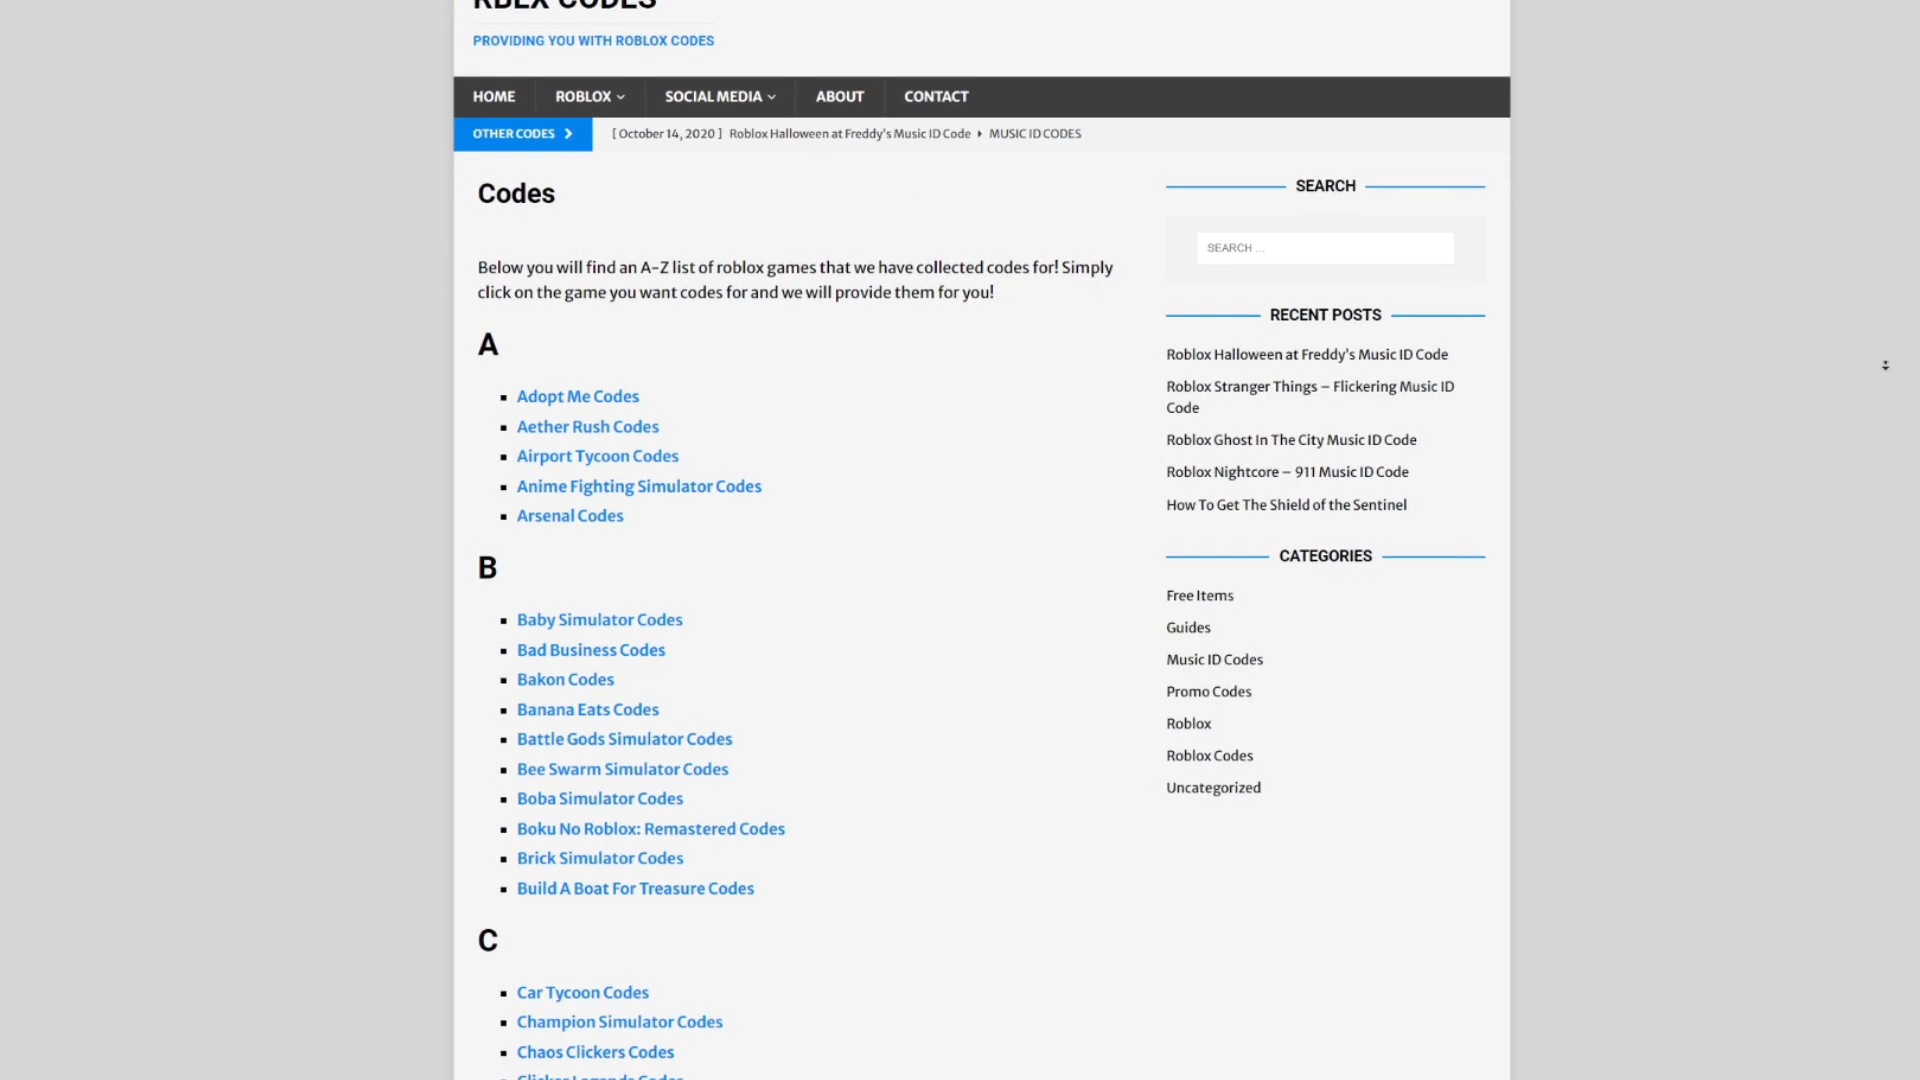 RBLX CODES
PROVIDING YOU WITH ROBLOX CODES
HOME ROBLOX SOCIAL MEDIA ABOUT CONTACT
OTHER CODES [ October 14, 2020 ] Roblox Halloween at Freddy's Music ID Code MUSIC ID CODES
Codes
Below you will find an A-Z list of roblox games that we have collected codes for! Simply
click on the game you want codes for and we will provide them for you!
A
Adopt Me Codes
Aether Rush Codes
Airport Tycoon Codes
Anime Fighting Simulator Codes
Arsenal Codes
B
Baby Simulator Codes
Bad Business Codes
Bakon Codes
Banana Eats Codes
Battle Gods Simulator Codes
Bee Swarm Simulator Codes
Boba Simulator Codes
Boku No Roblox: Remastered Codes
Brick Simulator Codes
Build A Boat For Treasure Codes
C
Car Tycoon Codes
Champion Simulator Codes
Chaos Clickers Codes
Clicker Legends Codes
SEARCH
SEARCH ...
RECENT POSTS
Roblox Halloween at Freddy's Music ID Code
Roblox Stranger Things – Flickering Music ID
Code
Roblox Ghost In The City Music ID Code
Roblox Nightcore – 911 Music ID Code
How To Get The Shield of the Sentinel
CATEGORIES
Free Items
Guides
Music ID Codes
Promo Codes
Roblox
Roblox Codes
Uncategorized